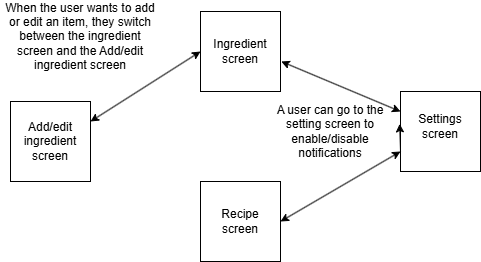 When the user wants to add
or edit an item, they switch
between the ingredient
screen and the Add/edit
ingredient screen
Ingredient
screen
Add/edit
ingredient
screen
A user can go to the
setting screen to
enable/disable
notifications
Settings
screen
Recipe
screen